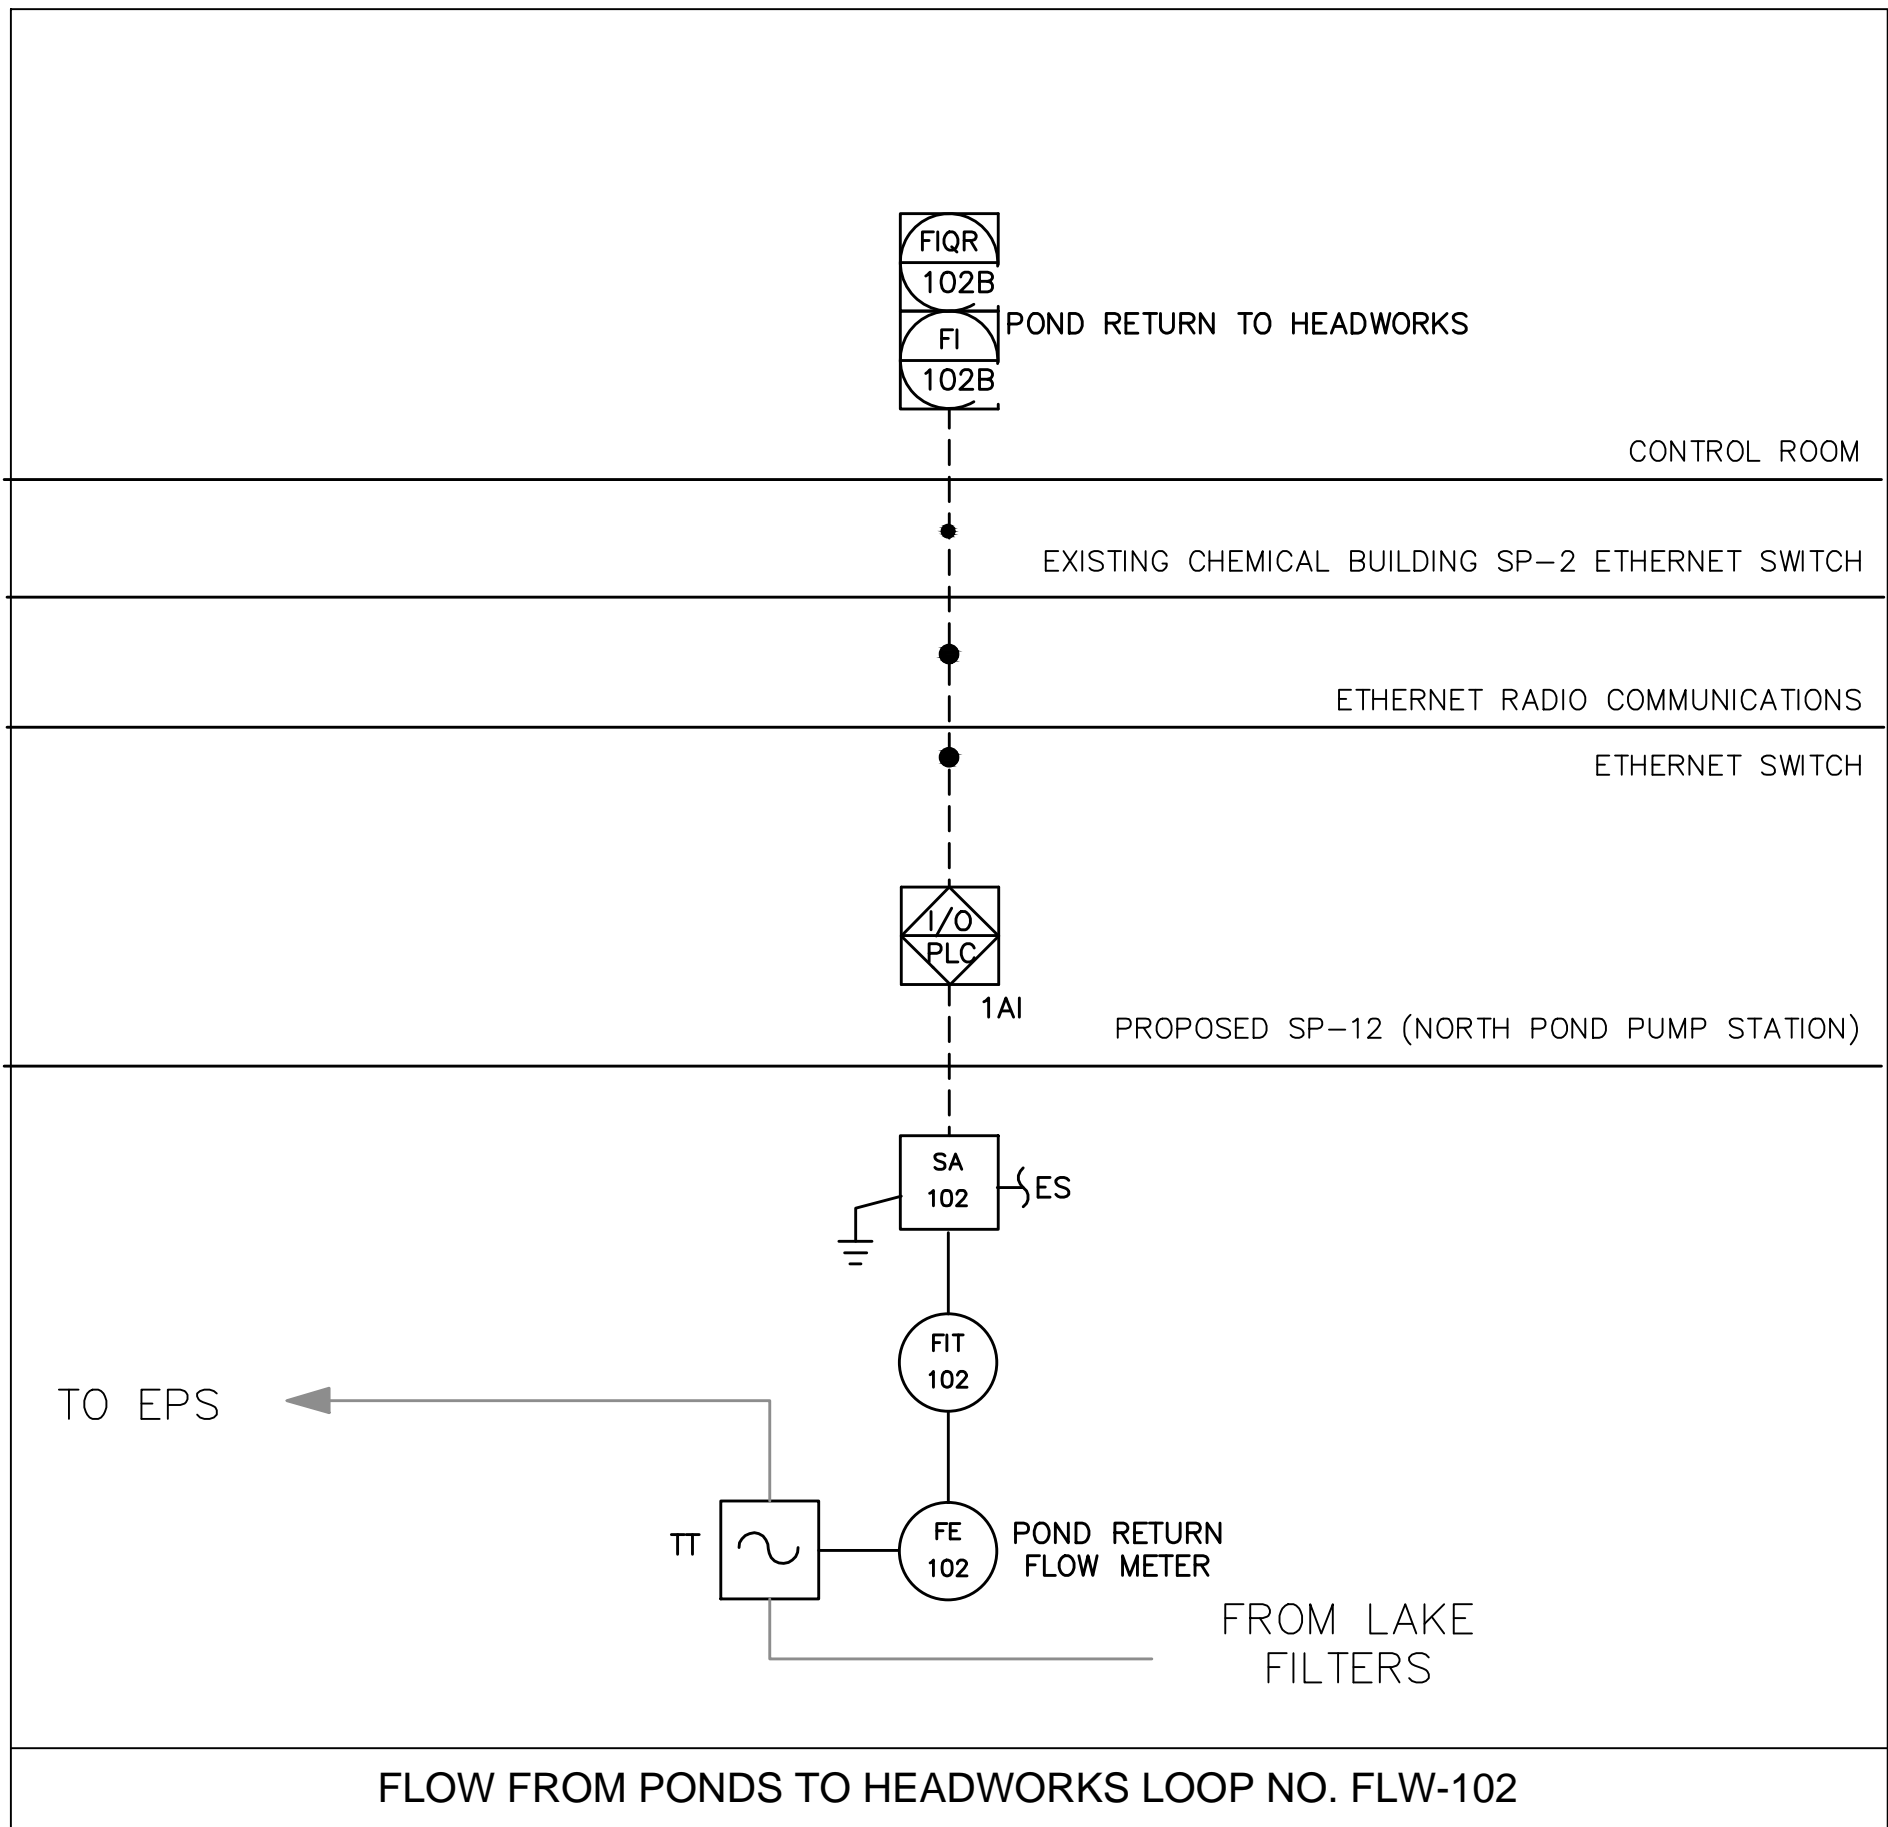 FIQR
102B
POND RETURN TO HEADWORKS
FI
102B
CONTROL ROOM
EXISTING CHEMICAL BUILDING SP-2 ETHERNET SWITCH
ETHERNET RADIO COMMUNICATIONS
ETHERNET SWITCH
I/O
PLC
1AI
PROPOSED SP-12 (NORTH POND PUMP STATION)
SA
102
ES
FIT
102
TO EPS
TT
FE
102
POND RETURN
FLOW METER
FROM LAKE
FILTERS
FLOW FROM PONDS TO HEADWORKS LOOP NO. FLW-102